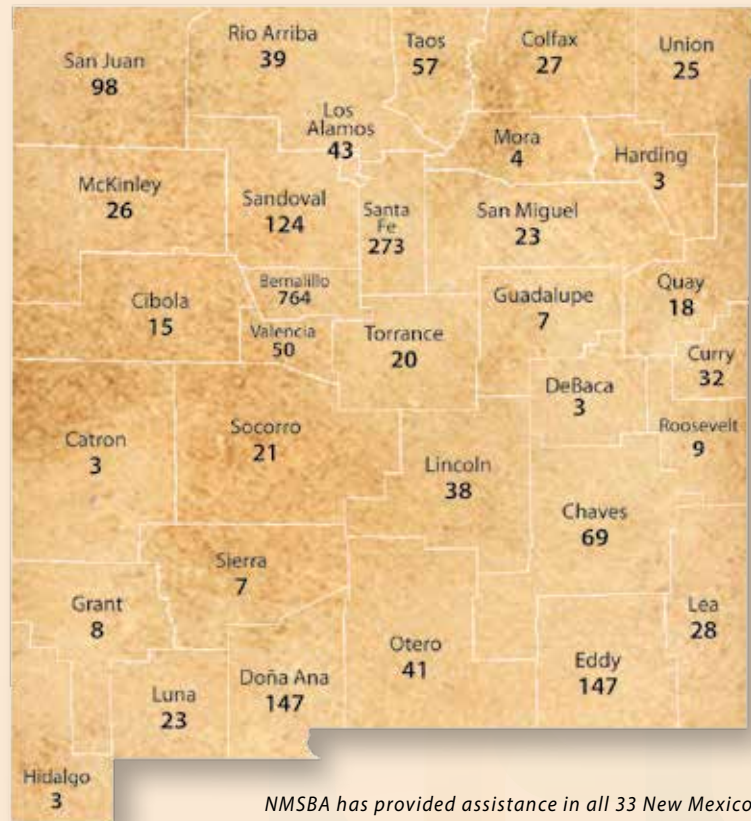 San Juan
98
Rio Arriba
39
Taos
57
Colfax
27
Union
25
Los
Alamos
43
Mora
4
Harding
3
McKinley
26
Sandoval
124
Santa
Fe
273
San Miguel
23
Cibola
15
Bernalillo
764
Valencia
50
Torrance
20
Guadalupe
7
Quay
18
Curry
32
DeBaca
3
Roosevelt
9
Catron
3
Socorro
21
Lincoln
38
Chaves
69
Sierra
7
Grant
8
Luna
23
Doña Ana
147
Otero
41
Eddy
147
Lea
28
Hidalgo
3
NMSBA has provided assistance in all 33 New Mexico